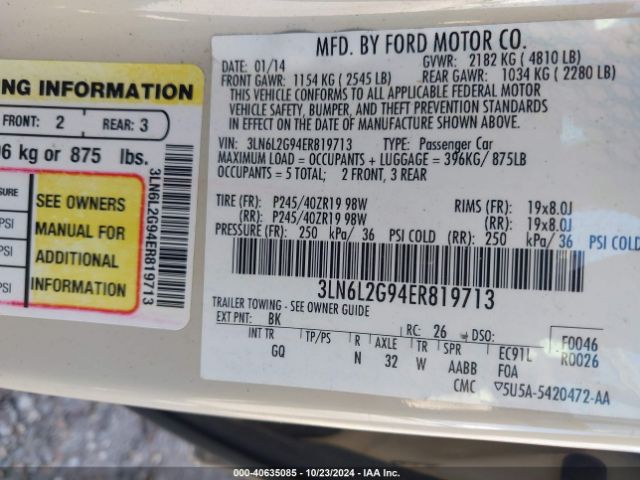 NG INFORMATION
FRONT: 2 REAR: 3
96 kg or 875 lbs.
SURE
PSI
PSI
PSI
SEE OWNERS
MANUAL FOR
ADDITIONAL
INFORMATION
3LN6L2G94ER819713
MFD. BY FORD MOTOR CO.
DATE: 01/14 GVWR: 2182 KG ( 4810 LB)
FRONT GAWR: 1154 KG ( 2545 LB) REAR GAWR: 1034 KG ( 2280 LB)
THIS VEHICLE CONFORMS TO ALL APPLICABLE FEDERAL MOTOR
VEHICLE SAFETY, BUMPER, AND THEFT PREVENTION STANDARDS
IN EFFECT ON THE DATE OF MANUFACTURE SHOWN ABOVE.
VIN: 3LN6L2G94ER819713 TYPE: Passenger Car
MAXIMUM LOAD = OCCUPANTS + LUGGAGE = 396KG/ 875LB
OCCUPANTS = 5 TOTAL; 2 FRONT, 3 REAR
TIRE (FR): P245/40ZR19 98W RIMS (FR): 19x8.0J
(RR): P245/40ZR19 98W (RR): 19x8.0J
PRESSURE (FR): 250 kPa/ 36 PSI COLD (RR): 250 kPa/ 36 PSI COLD
3LN6L2G94ER819713
TRAILER TOWING - SEE OWNER GUIDE
EXT PNT: BK RC: 26 DSO: F0046
INT TR TP/PS R AXLE TR SPR EC91L R0026
GQ N 32 W AABB FOA
CMC 5U5A-5420472-AA
000-40635085 - 10/23/2024 - IAA Inc.